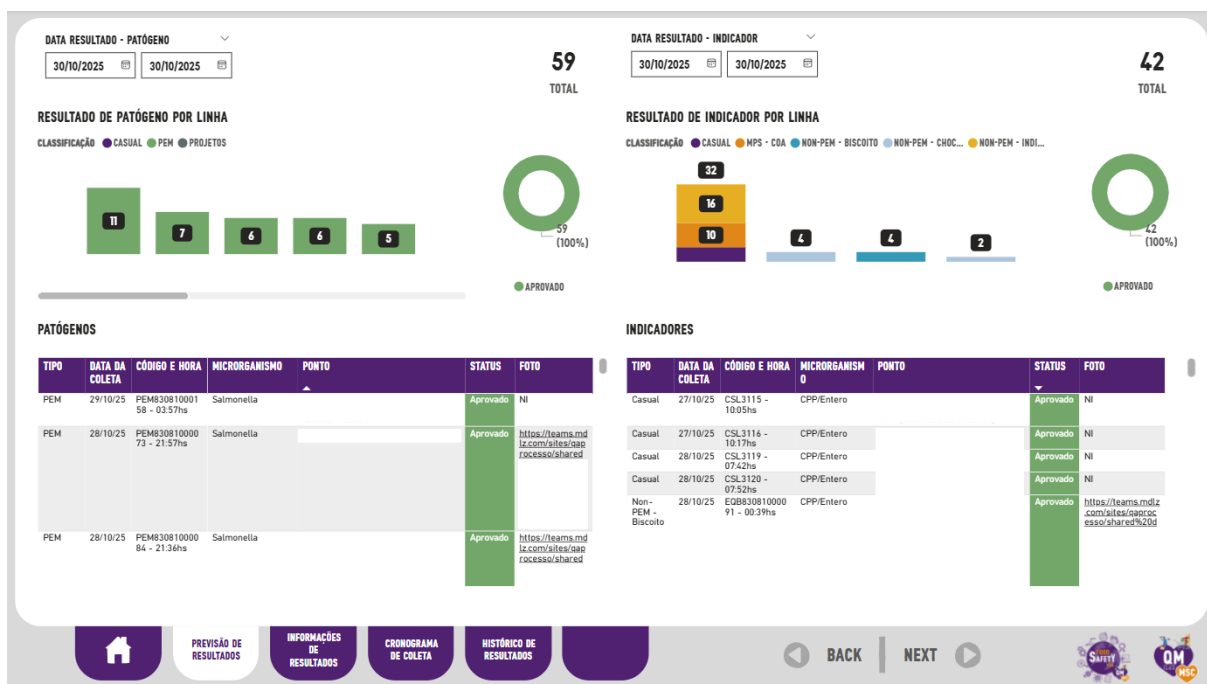 DATA RESULTADO - PATÓGENO
30/10/2025 30/10/2025
59
TOTAL
RESULTADO DE PATÓGENO POR LINHA
CLASSIFICAÇÃO CASUAL PEM PROJETOS
11
7
6
6
5
59
(100%)
APROVADO
DATA RESULTADO - INDICADOR
30/10/2025 30/10/2025
42
TOTAL
RESULTADO DE INDICADOR POR LINHA
CLASSIFICAÇÃO CASUAL MPS - COA NON-PEM - BISCOITO NON-PEM - CHOC... NON-PEM - INDI...
32
16
10
4
4
2
42
(100%)
APROVADO
PATÓGENOS
TIPO DATA DA COLETA CÓDIGO E HORA MICRORGANISMO PONTO STATUS FOTO
PEM 29/10/25 PEM830810001 Salmonella Aprovado NI
58 - 03:57hs
PEM 28/10/25 PEM830810000 Salmonella Aprovado https://teams.md
73 - 21:57hs lz.com/sites/qap
rocesso/shared
PEM 28/10/25 PEM830810000 Salmonella Aprovado https://teams.md
84 - 21:36hs lz.com/sites/qap
rocesso/shared
INDICADORES
TIPO DATA DA COLETA CÓDIGO E HORA MICRORGANISM
O PONTO STATUS FOTO
Casual 27/10/25 CSL3115 - CPP/Entero Aprovado NI
10:05hs
Casual 27/10/25 CSL3116 - CPP/Entero Aprovado NI
10:17hs
Casual 28/10/25 CSL3119 - CPP/Entero Aprovado NI
07:42hs
Casual 28/10/25 CSL3120 - CPP/Entero Aprovado NI
07:52hs
Non- 28/10/25 EQB830810000 CPP/Entero Aprovado https://teams.mdlz
PEM - 91 - 00:39hs .com/sites/qaproc
Biscoito esso/shared%20d
PREVISÃO DE
RESULTADOS
INFORMAÇÕES
DE
RESULTADOS
CRONOGRAMA
DE COLETA
HISTÓRICO DE
RESULTADOS
BACK
NEXT
SAFETY
QM
MSC